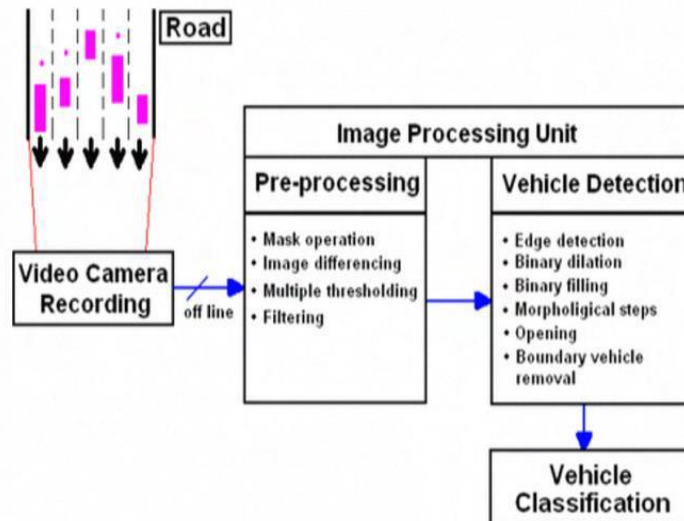 Road
Image Processing Unit
Pre-processing
• Mask operation
• Image differencing
• Multiple thresholding
• Filtering
Vehicle Detection
• Edge detection
• Binary dilation
• Binary filling
• Morpholigical steps
• Opening
• Boundary vehicle
removal
Video Camera
Recording
off line
Vehicle
Classification